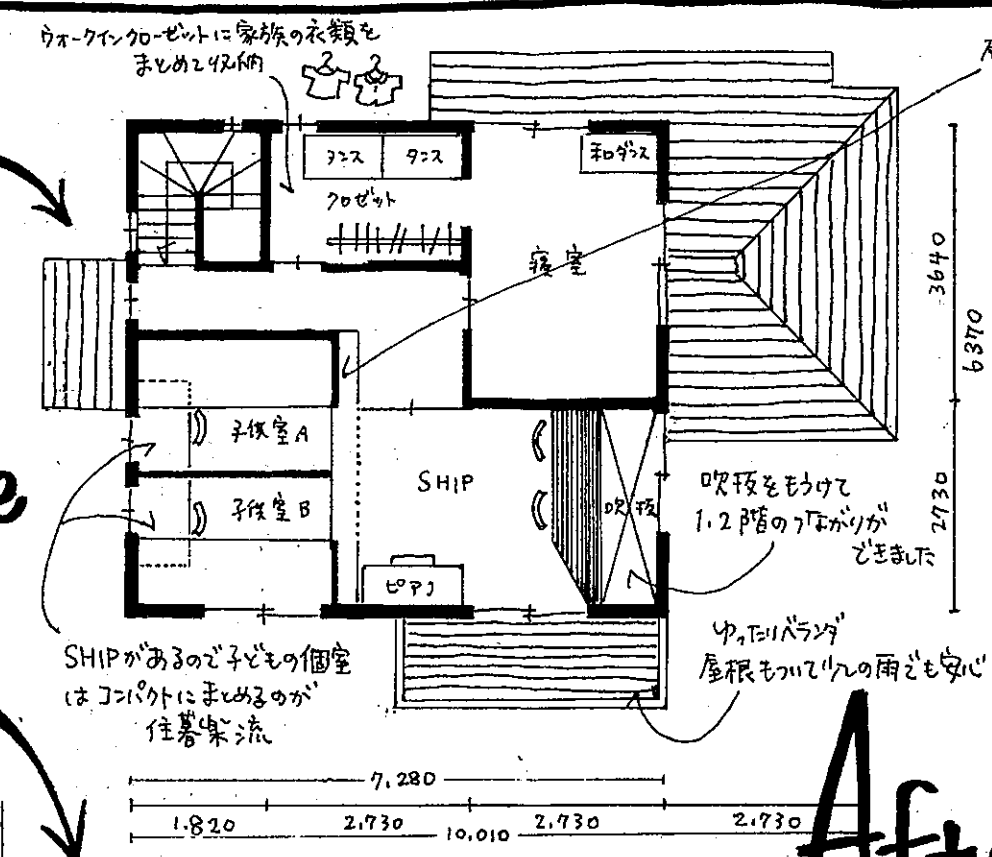 ウォークインクローゼットに家族の衣類を
まとめて収納
タンス
タンス
和ダンス
クロゼット
寝室
3640
6370
2730
子供室A
子供室B
SHIP
吹抜
ピアノ
吹抜をもうけて
1.2階のつながりが
できました
ゆったりベランダ
屋根もついて少しの雨でも安心
SHIPがあるので子どもの個室
はコンパクトにまとめるのが
住暮楽流
7,280
1.820
2.730
2.730
2.730
10.010